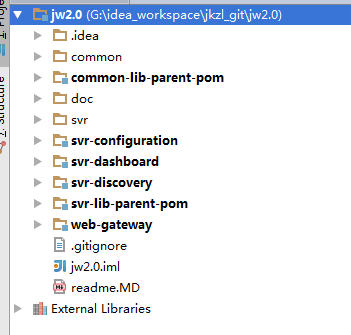 jw2.0 (G:\idea_workspace\jkzl_git\jw2.0)
.idea
common
common-lib-parent-pom
doc
svr
svr-configuration
svr-dashboard
svr-discovery
svr-lib-parent-pom
web-gateway
.gitignore
jw2.0.iml
readme.MD
External Libraries
Z: Structure